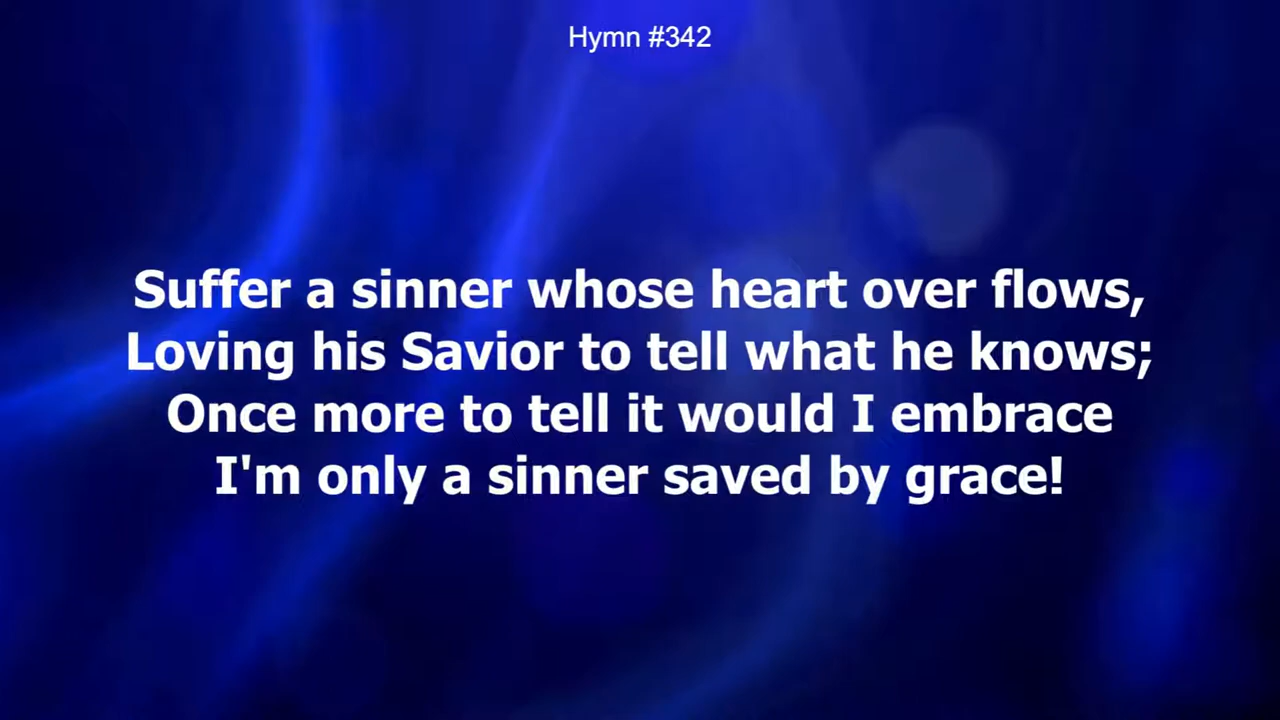 Hymn #342
Suffer a sinner whose heart over flows,
Loving his Savior to tell what he knows;
Once more to tell it would I embrace
I'm only a sinner saved by grace!